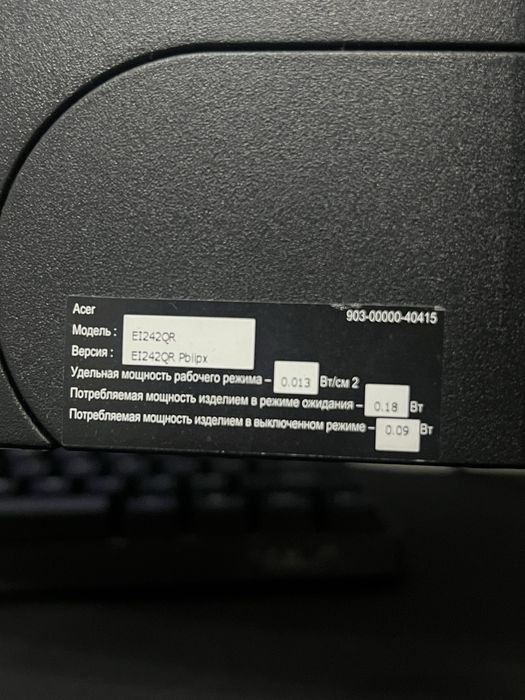 Acer
903-00000-40415
Модель : EI242QR
Версия : EI242QR Pbiipx
Удельная мощность рабочего режима – 0.013 Вт/см 2
Потребляемая мощность изделием в режиме ожидания – 0.18 Вт
Потребляемая мощность изделием в выключенном режиме – 0.09 Вт